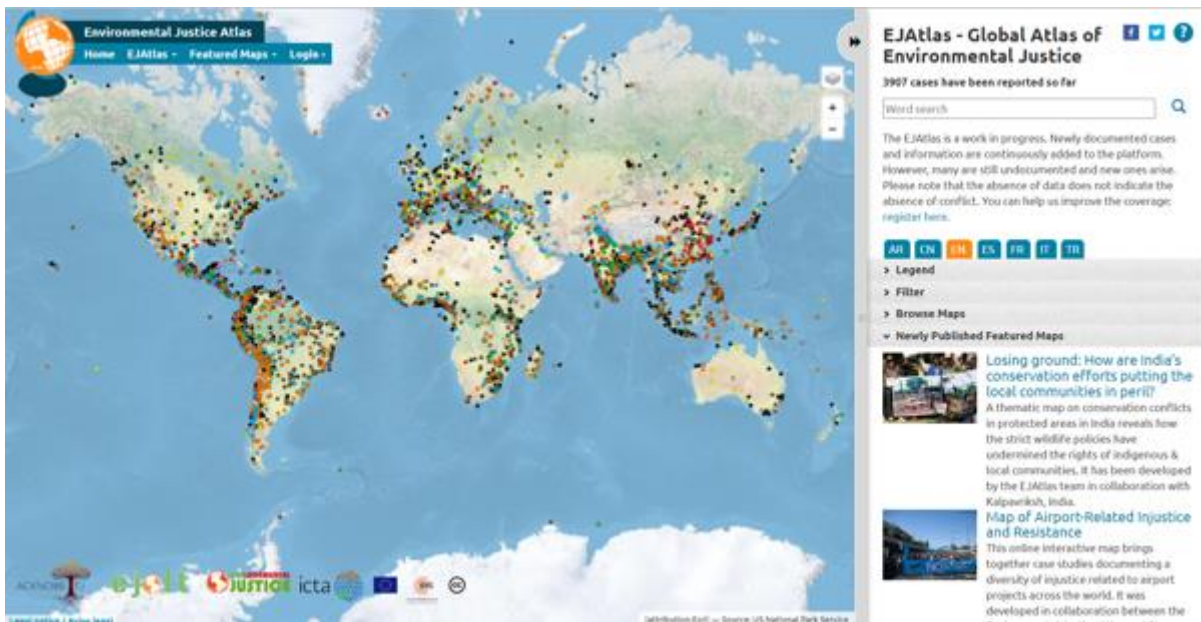 Environmental Justice Atlas
Home EJAtlas Featured Maps Login
EJAtlas - Global Atlas of
Environmental Justice
3907 cases have been reported so far
Word search
The EJAtlas is a work in progress. Newly documented cases
and information are continuously added to the platform.
However, many are still undocumented and new ones arise.
Please note that the absence of data does not indicate the
absence of conflict. You can help us improve the coverage:
register here.
AR CN EN ES FR IT TR
Legend
Filter
Browse Maps
Newly Published Featured Maps
Losing ground: How are India's
conservation efforts putting the
local communities in peril?
A thematic map on conservation conflicts
in protected areas in India reveals how
the strict wildlife policies have
undermined the rights of indigenous &
local communities. It has been developed
by the EJAtlas team in collaboration with
Kalpavriksh, India.
Map of Airport-Related Injustice
and Resistance
This online interactive map brings
together case studies documenting a
diversity of injustice related to airport
projects across the world. It was
developed in collaboration between the
ejolt
JUSTICE
icta
Source: US National Park Service